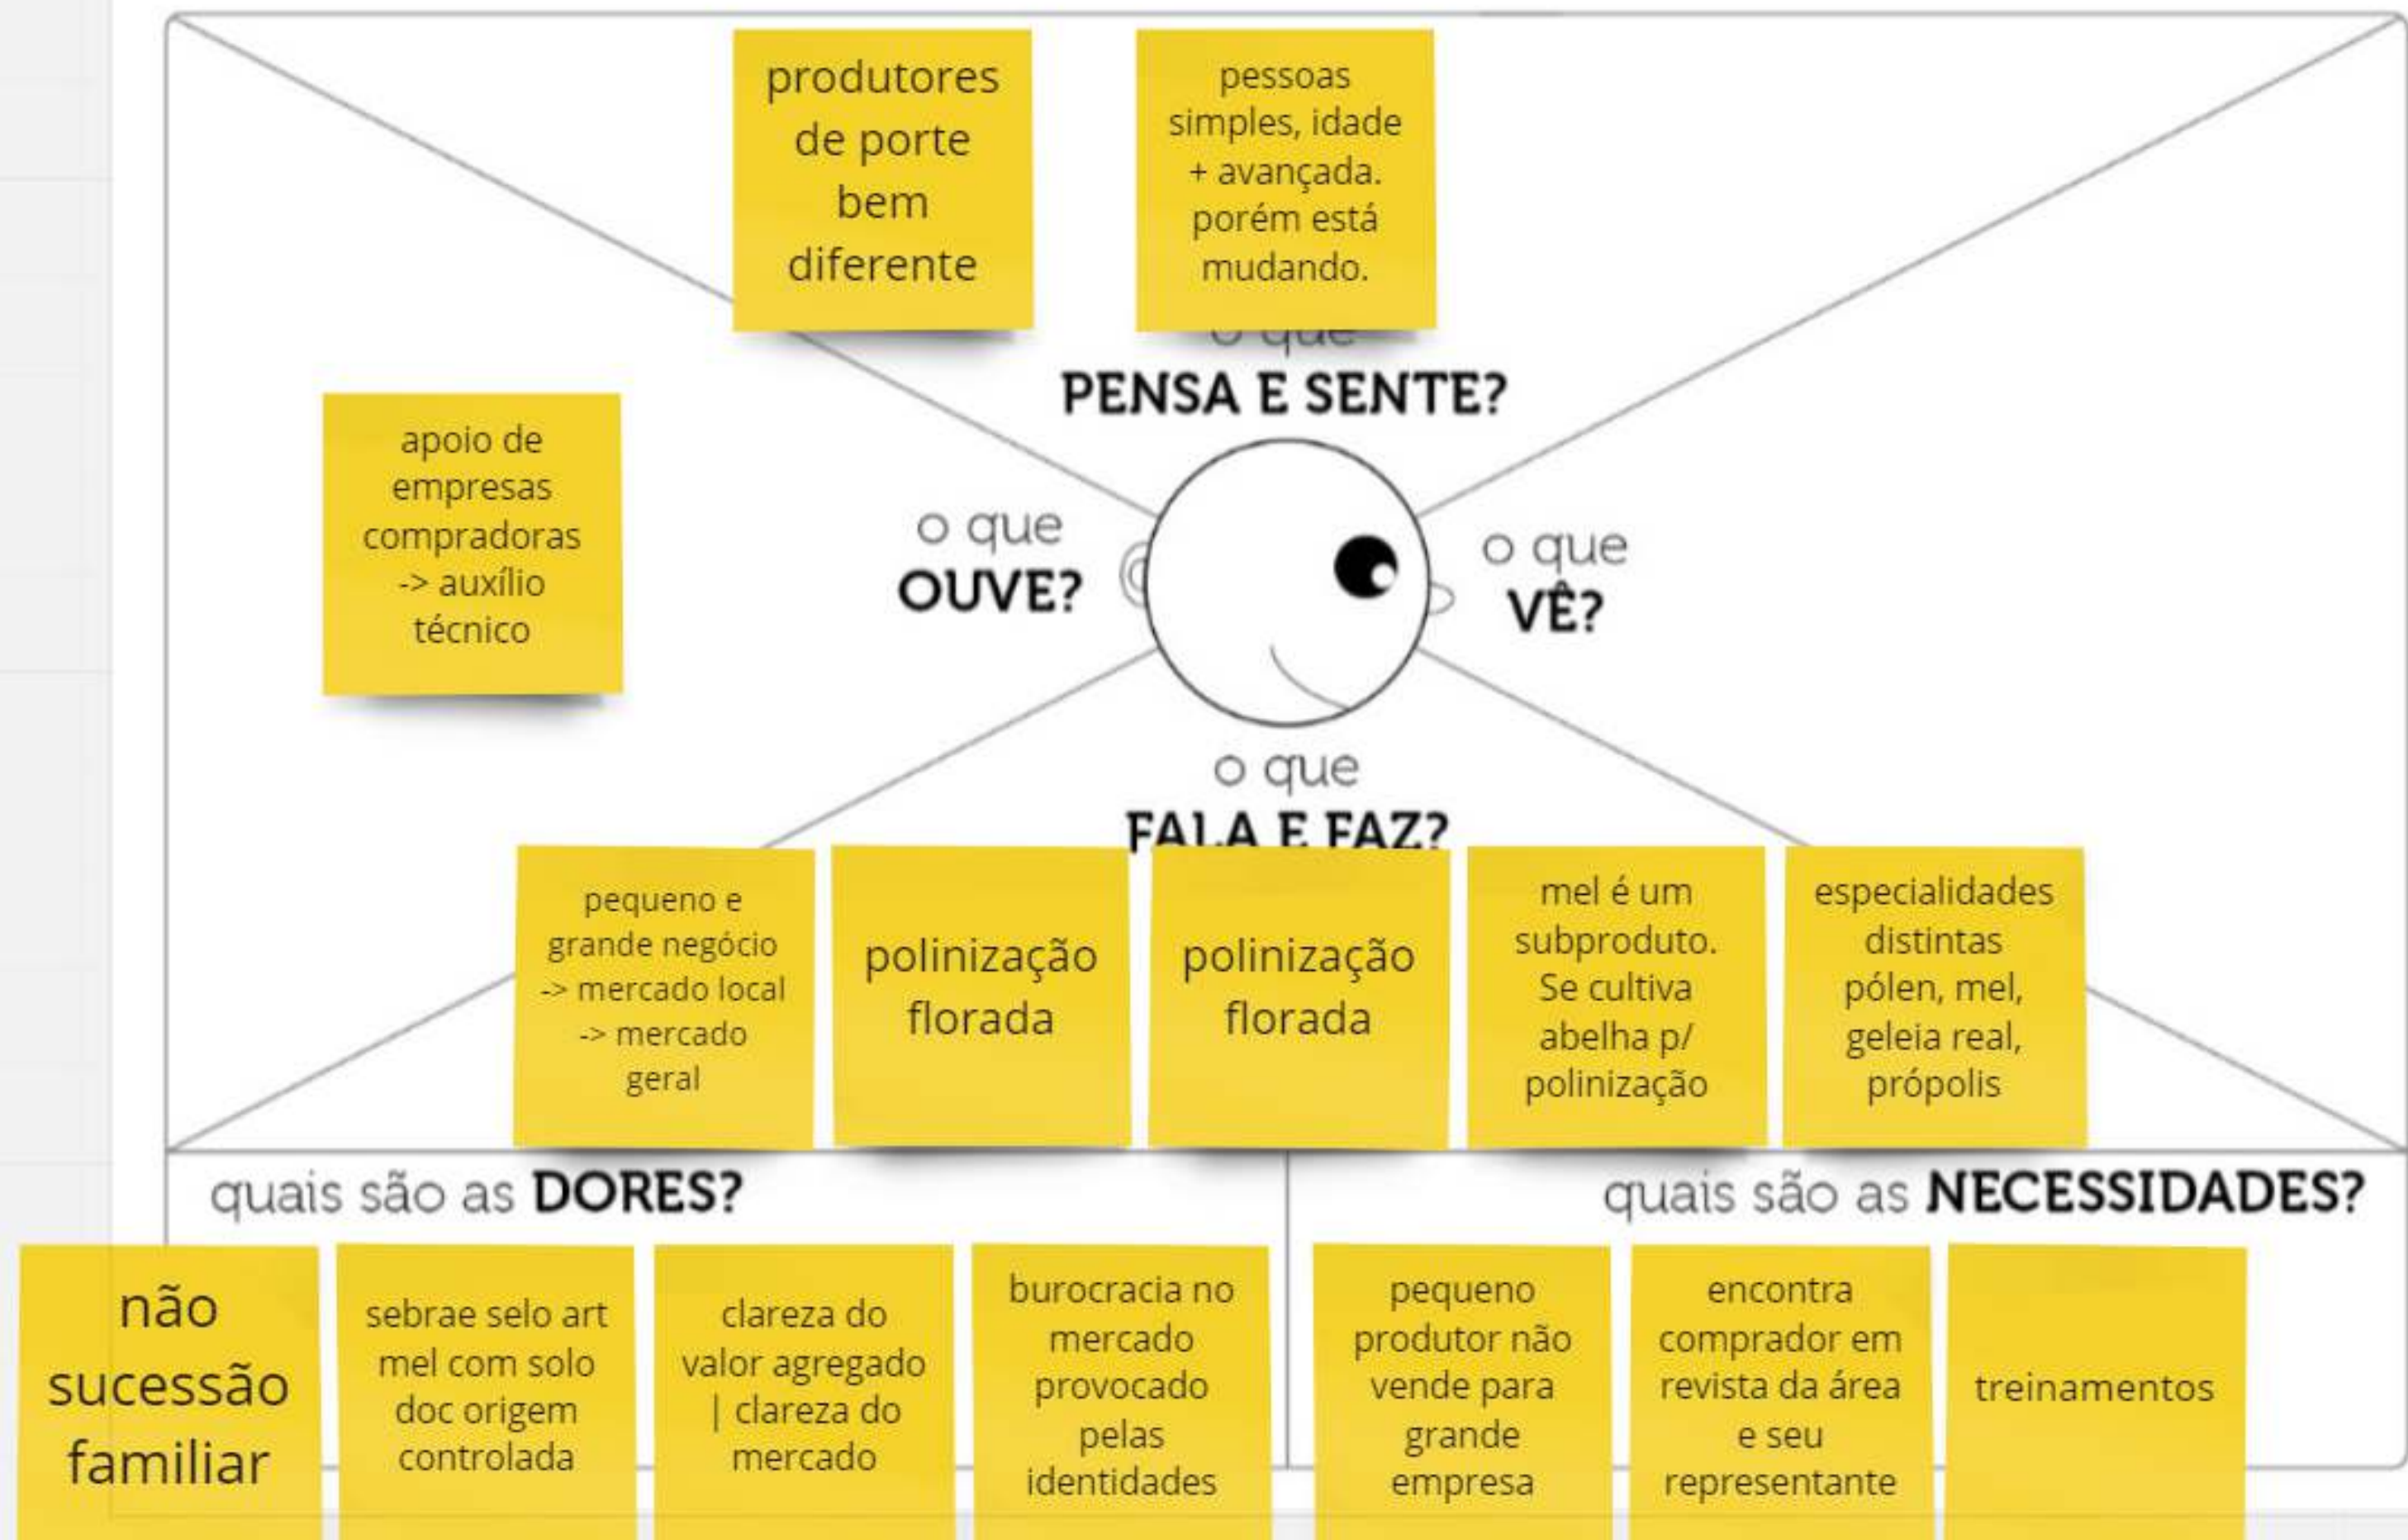 produtores
de porte
bem
diferente
pessoas
simples, idade
+ avançada.
porém está
mudando.
o que
PENSA E SENTE?
apoio de
empresas
compradoras
-> auxílio
técnico
o que
OUVE?
o que
VÊ?
o que
FALA E FAZ?
pequeno e
grande negócio
-> mercado local
-> mercado
geral
polinização
florada
polinização
florada
mel é um
subproduto.
Se cultiva
abelha p/
polinização
especialidades
distintas
pólen, mel,
geleia real,
própolis
quais são as DORES?
quais são as NECESSIDADES?
não
sucessão
familiar
sebrae selo art
mel com solo
doc origem
controlada
clareza do
valor agregado
| clareza do
mercado
burocracia no
mercado
provocado
pelas
identidades
pequeno
produtor não
vende para
grande
empresa
encontra
comprador em
revista da área
e seu
representante
treinamentos